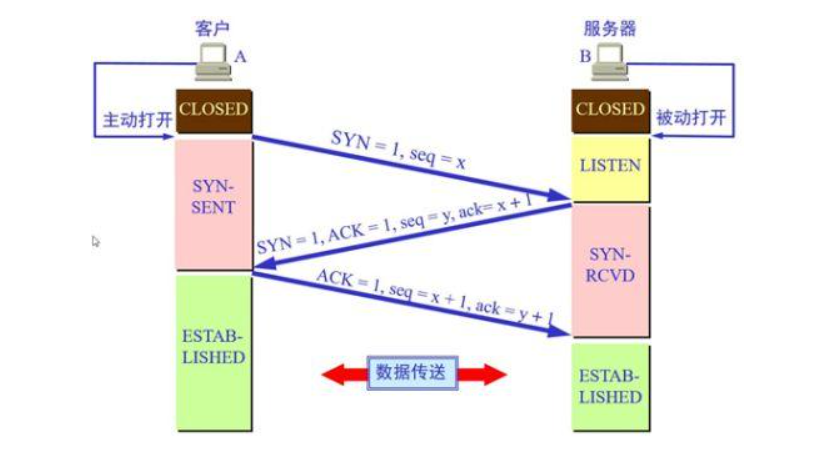 客户
服务器
A
B
CLOSED
CLOSED
主动打开
被动打开
SYN = 1, seq = x
LISTEN
SYN-
SENT
SYN = 1, ACK = 1, seq = y, ack= x + 1
SYN-
RCVD
ACK = 1, seq = x + 1, ack = y + 1
ESTAB-
LISHED
数据传送
ESTAB-
LISHED